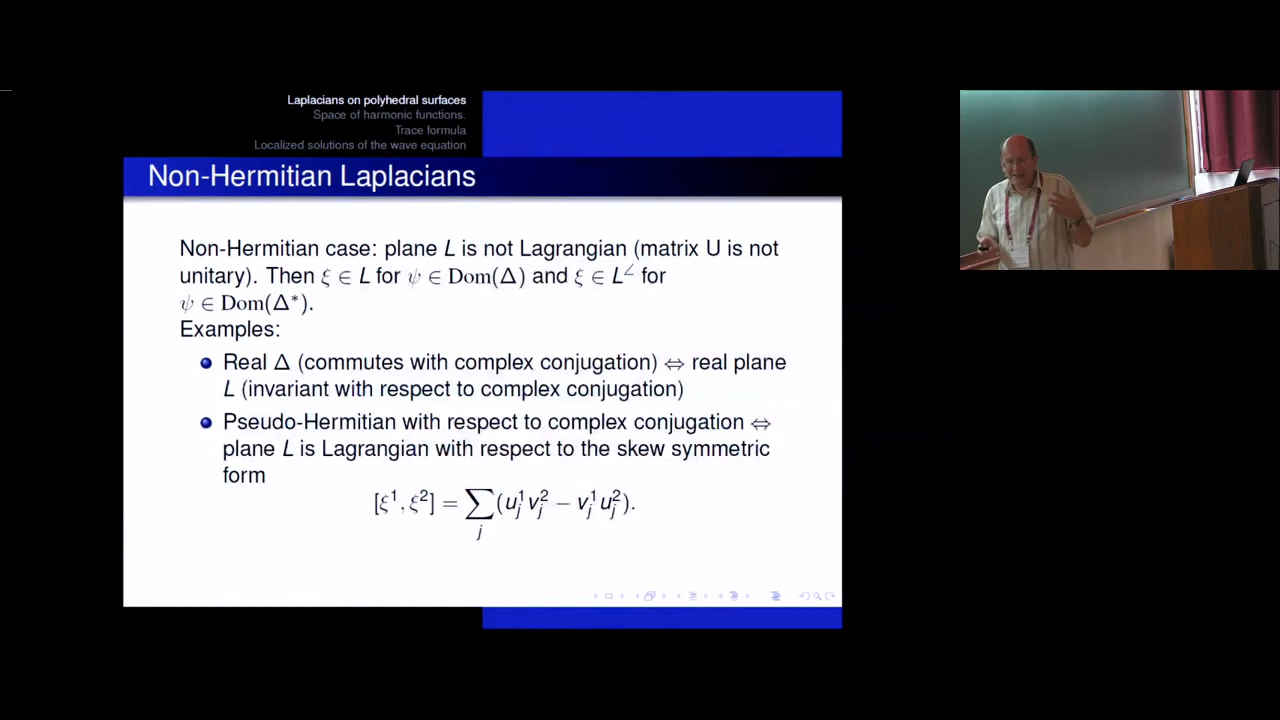 Laplacians on polyhedral surfaces
Space of harmonic functions.
Trace formula
Localized solutions of the wave equation
Non-Hermitian Laplacians
Non-Hermitian case: plane L is not Lagrangian (matrix U is not
unitary). Then ξ ∈ L for ψ ∈ Dom(Δ) and ξ ∈ L^∠ for
ψ ∈ Dom(Δ*).
Examples:
Real Δ (commutes with complex conjugation) ⇔ real plane
L (invariant with respect to complex conjugation)
Pseudo-Hermitian with respect to complex conjugation ⇔
plane L is Lagrangian with respect to the skew symmetric
form
[ξ¹, ξ²] = ∑_j (u_j^1 v_j^2 − v_j^1 u_j^2).